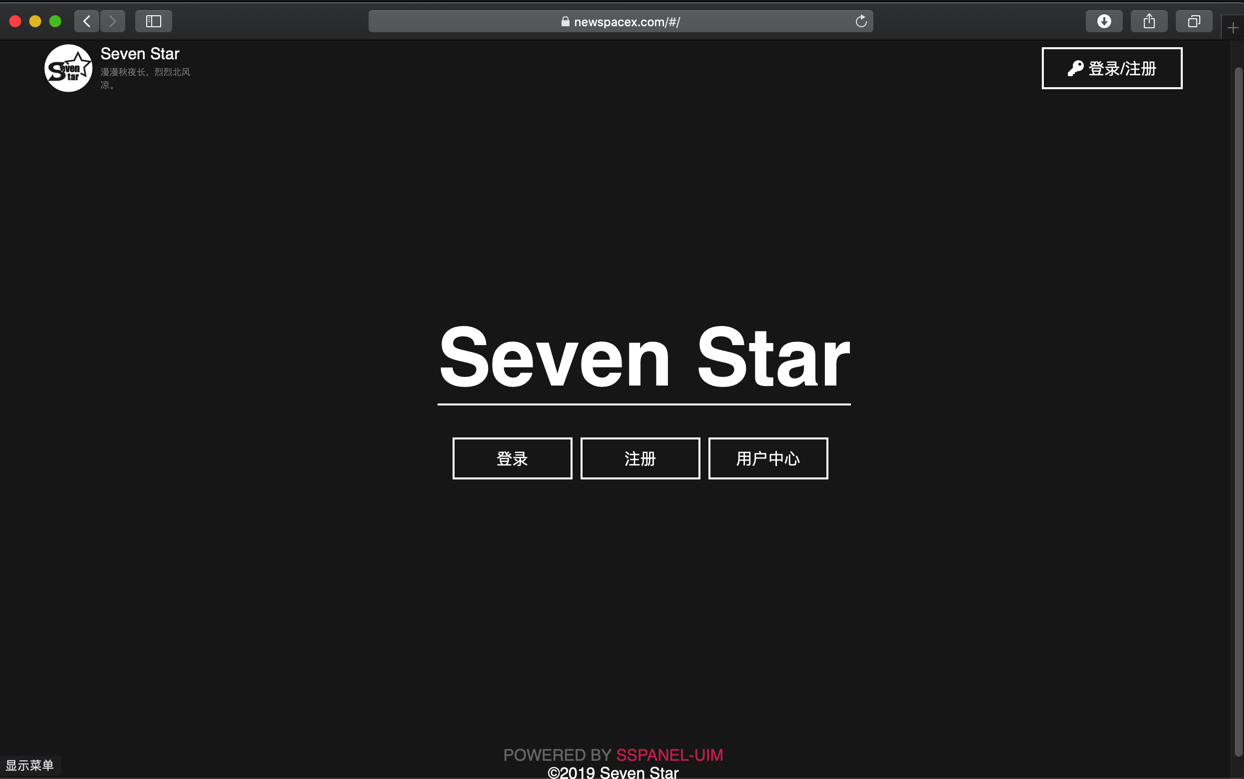 newspacex.com/#/
Seven Star
漫漫秋夜长，烈烈北风
凉。
Seven
Star
登录/注册
Seven Star
登录
注册
用户中心
POWERED BY SSPANEL-UIM
©2019 Seven Star
显示菜单